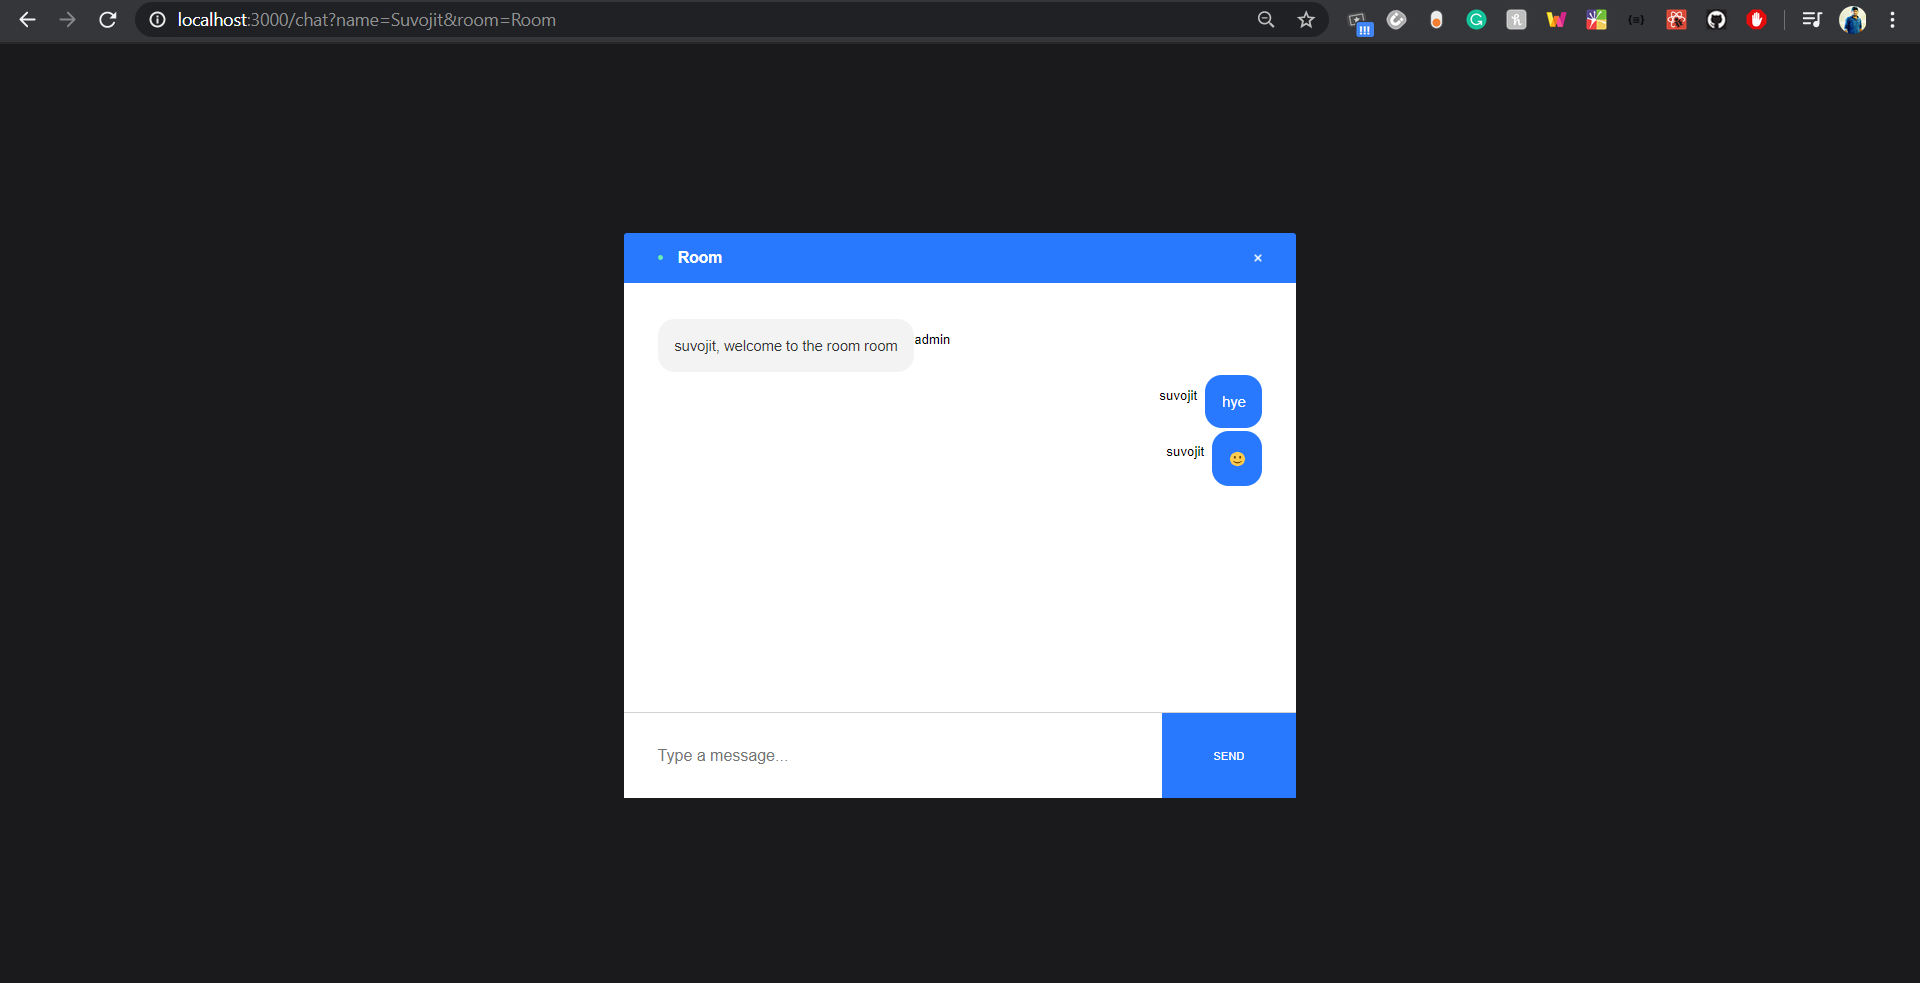 localhost:3000/chat?name=Suvojit&room=Room
!!!
Room
×
suvojit, welcome to the room room
admin
suvojit
hye
suvojit
🙂
Type a message...
SEND